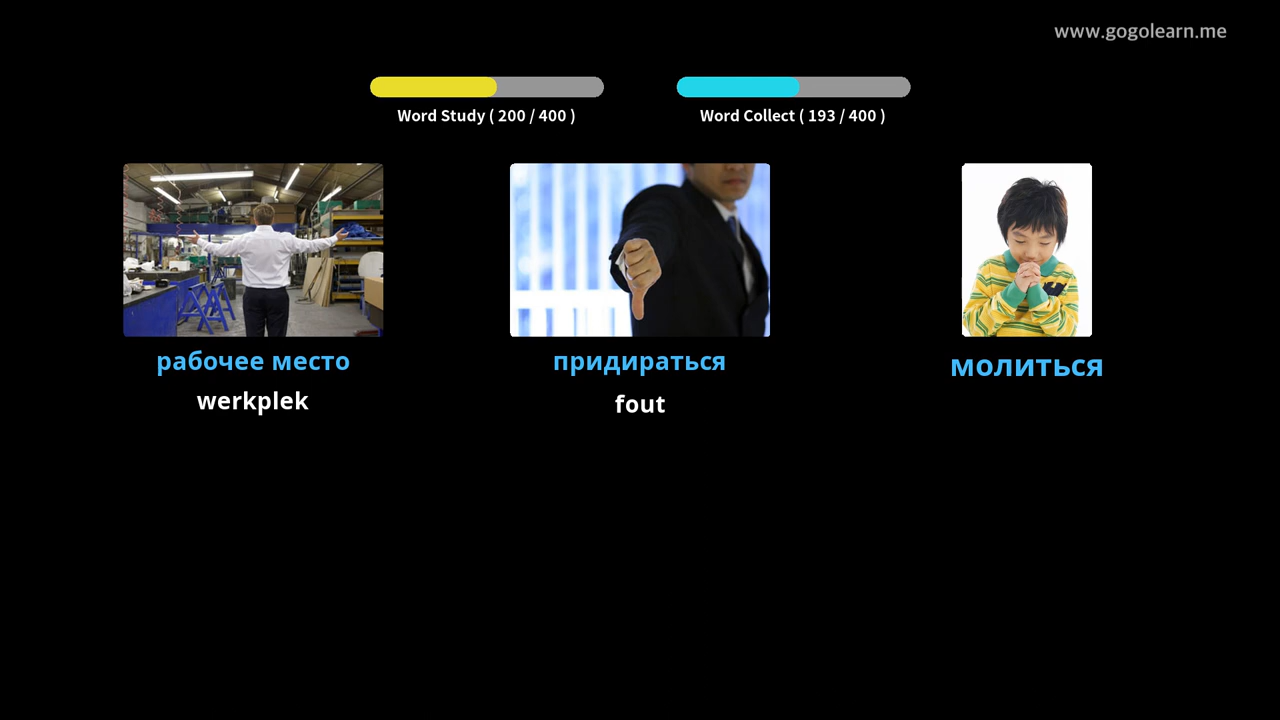 www.gogolearn.me
Word Study ( 200 / 400 )
Word Collect ( 193 / 400 )
рабочее место
werkplek
придираться
fout
молиться